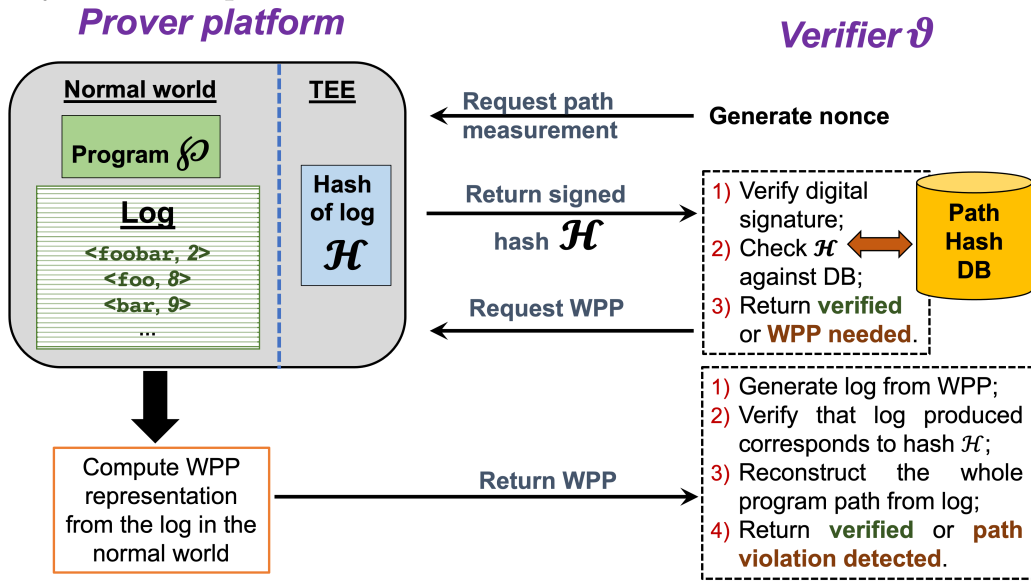 Prover platform
Verifier ϑ
Normal world
TEE
Program ℘
Log
<foobar, 2>
<foo, 8>
<bar, 9>
...
Hash
of log
ℋ
Request path
measurement
Generate nonce
Return signed
hash ℋ
1) Verify digital
signature;
2) Check ℋ
against DB;
3) Return verified
or WPP needed.
Path
Hash
DB
Request WPP
Compute WPP
representation
from the log in the
normal world
Return WPP
1) Generate log from WPP;
2) Verify that log produced
corresponds to hash ℋ;
3) Reconstruct the whole
program path from log;
4) Return verified or path
violation detected.